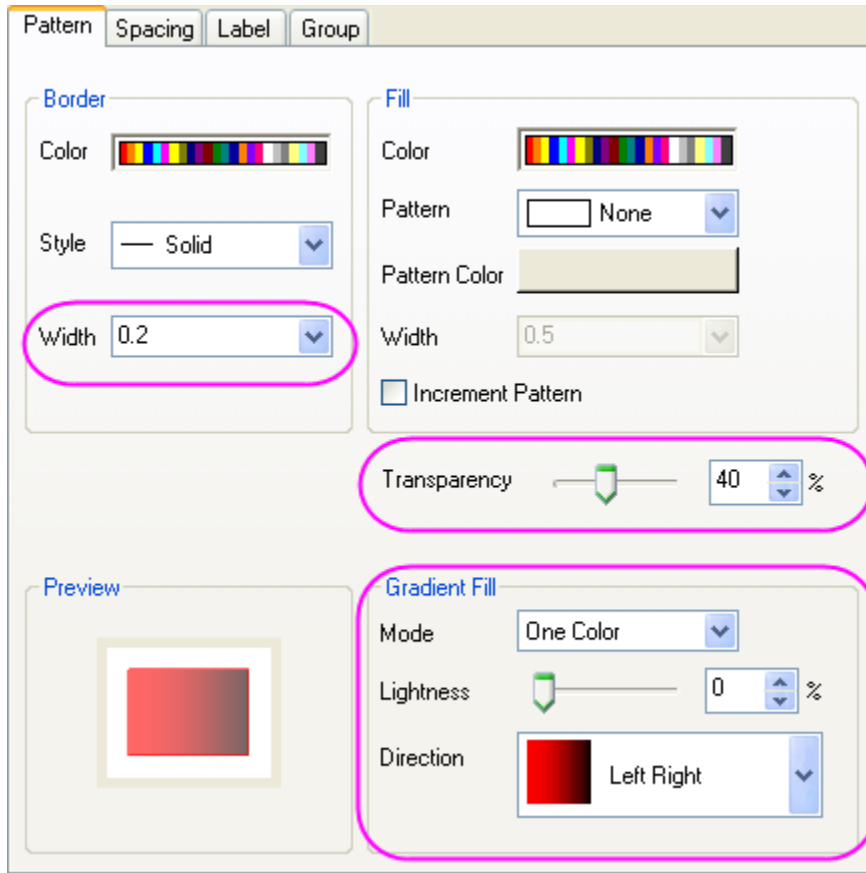 Pattern Spacing Label Group
Border
Color
Style Solid
Width 0.2
Fill
Color
Pattern None
Pattern Color
Width 0.5
Increment Pattern
Transparency 40 %
Preview
Gradient Fill
Mode One Color
Lightness 0 %
Direction Left Right